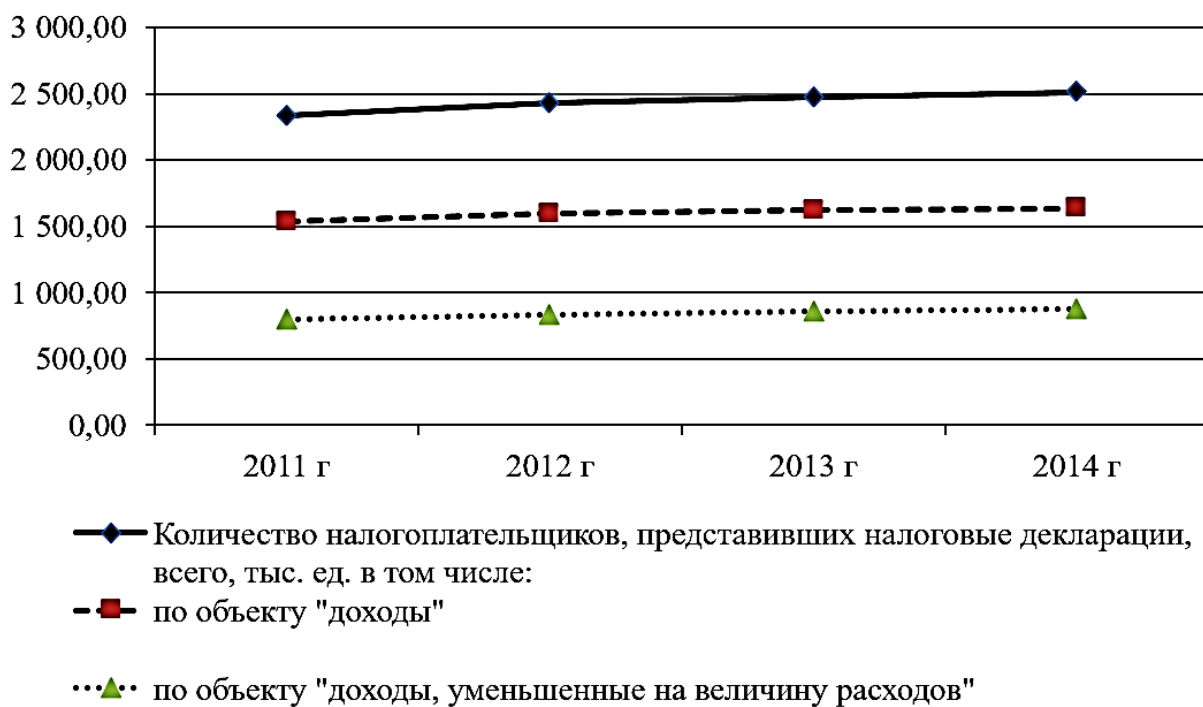 3 000,00
2 500,00
2 000,00
1 500,00
1 000,00
500,00
0,00
2011 г
2012 г
2013 г
2014 г
Количество налогоплательщиков, представивших налоговые декларации,
всего, тыс. ед. в том числе:
по объекту "доходы"
по объекту "доходы, уменьшенные на величину расходов"